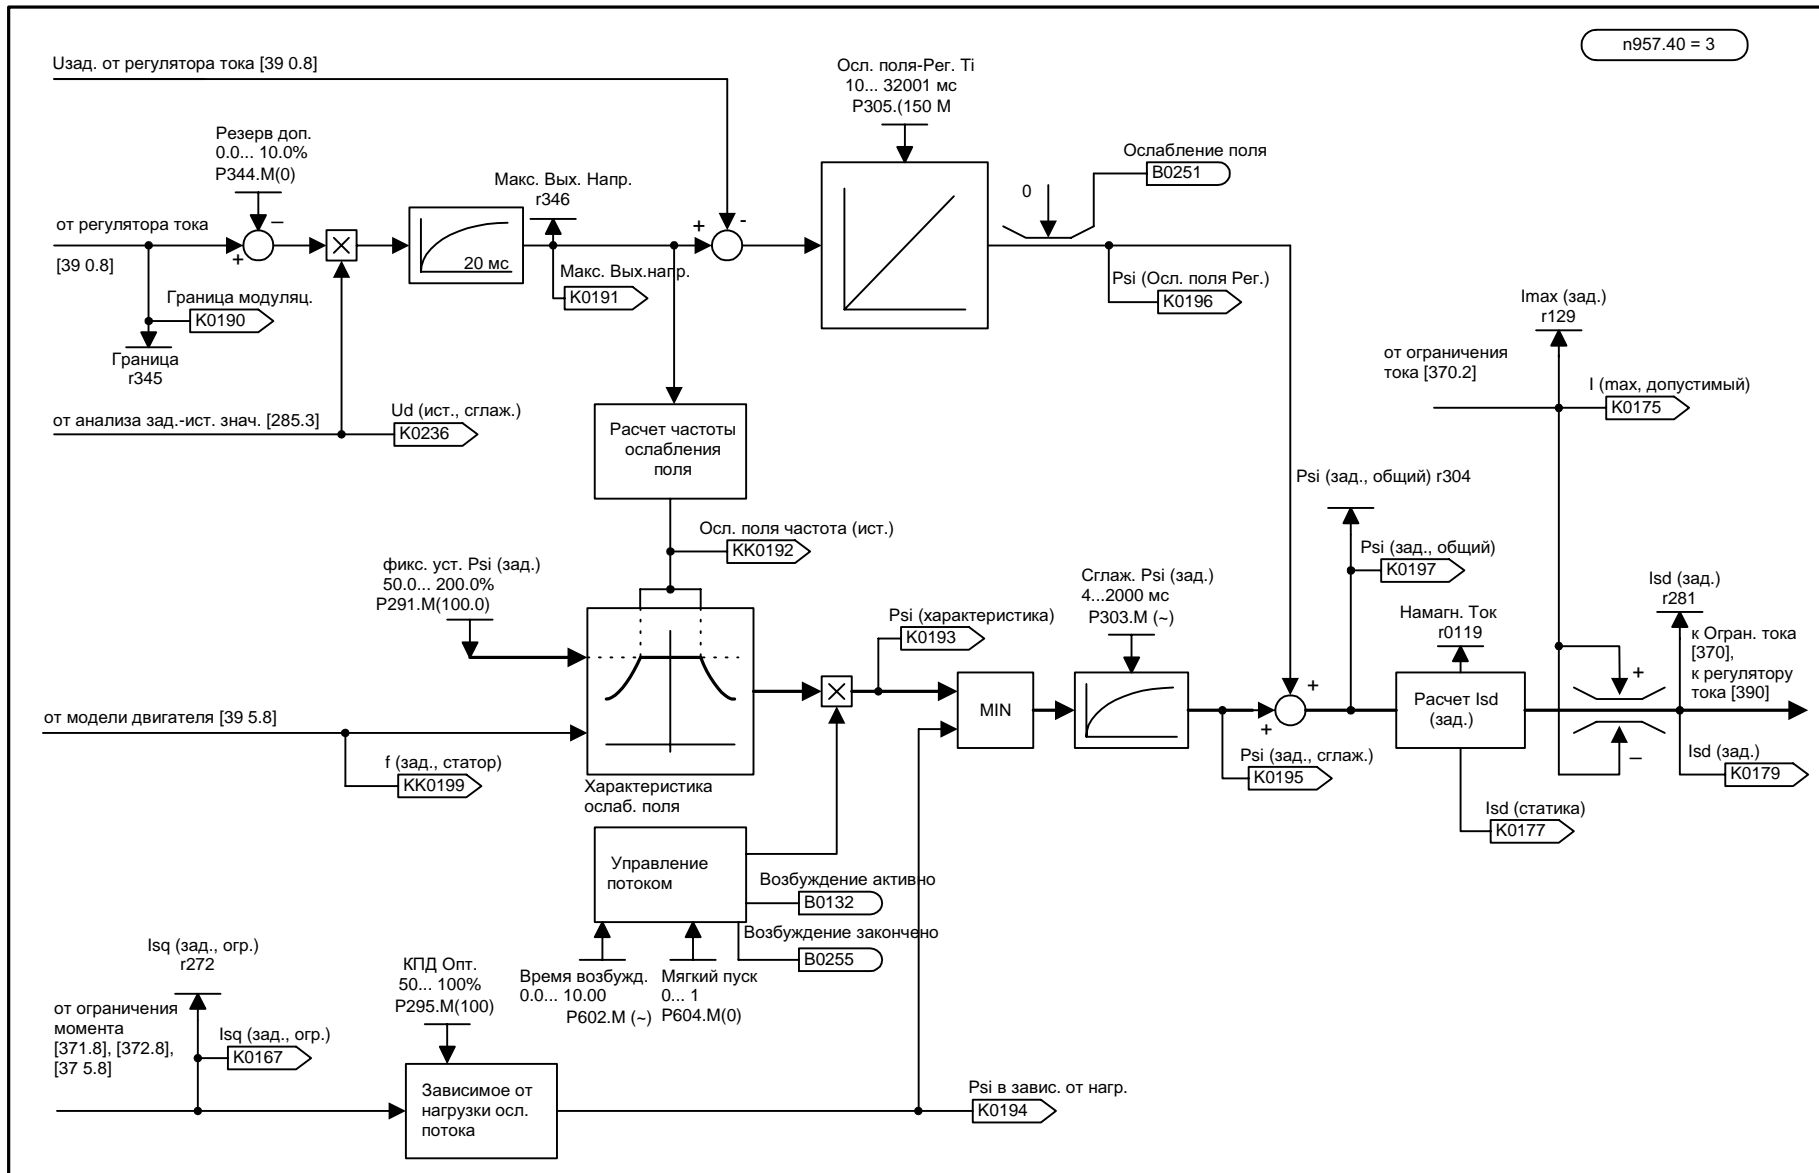 n957.40 = 3
Uзад. от регулятора тока [39 0.8]
Осл. поля-Рег. Ti
10... 32001 мс
P305.(150 M
Резерв доп.
0.0... 10.0%
P344.M(0)
–
Макс. Вых. Напр.
r346
+
-
0
Ослабление поля
B0251
от регулятора тока
[39 0.8]
+
20 мс
Макс. Вых.напр.
K0191
Psi (Осл. поля Рег.)
K0196
Граница модуляц.
K0190
Граница
r345
Imax (зад.)
r129
от ограничения
тока [370.2]
I (max, допустимый)
K0175
от анализа зад.-ист. знач. [285.3]
Ud (ист., сглаж.)
K0236
Расчет частоты
ослабления
поля
Psi (зад., общий) r304
Осл. поля частота (ист.)
KK0192
Psi (зад., общий)
K0197
фикс. уст. Psi (зад.)
50.0... 200.0%
P291.M(100.0)
Сглаж. Psi (зад.)
4...2000 мс
P303.M (~)
Psi (характеристика)
K0193
Намагн. Ток
r0119
Isd (зад.)
r281
к Огран. тока
[370],
к регулятору
тока [390]
+
MIN
+
+
Расчет Isd
(зад.)
–
от модели двигателя [39 5.8]
f (зад., статор)
KK0199
Psi (зад., сглаж.)
K0195
Isd (зад.)
K0179
Характеристика
ослаб. поля
Isd (статика)
K0177
Управление
потоком
Возбуждение активно
B0132
Возбуждение закончено
B0255
Время возбужд.
0.0... 10.00
P602.M (~)
Мягкий пуск
0... 1
P604.M(0)
Isq (зад., огр.)
r272
КПД Опт.
50... 100%
P295.M(100)
от ограничения
момента
[371.8], [372.8],
[37 5.8]
Isq (зад., огр.)
K0167
Зависимое от
нагрузки осл.
потока
Psi в завис. от нагр.
K0194